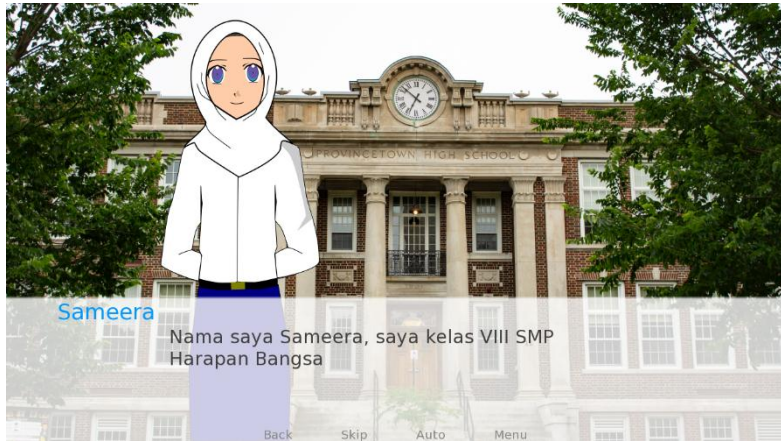 PROVINCETOWN HIGH SCHOOL
Sameera
Nama saya Sameera, saya kelas VIII SMP
Harapan Bangsa
Back Skip Auto Menu